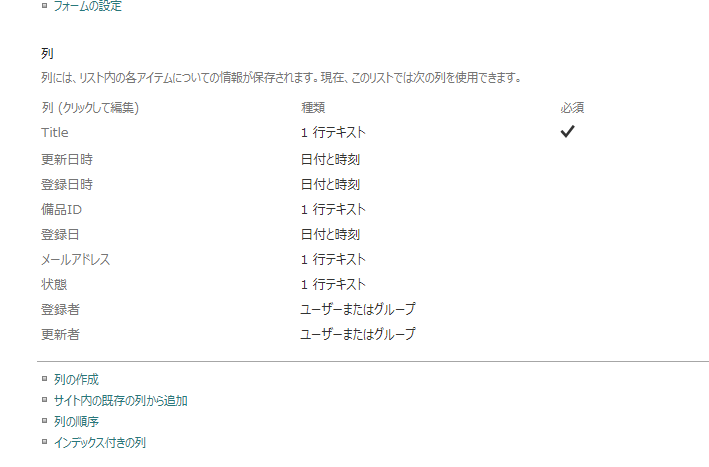 フォームの設定
列
列には、リスト内の各アイテムについての情報が保存されます。現在、このリストでは次の列を使用できます。
列 (クリックして編集) 種類 必須
Title 1 行テキスト
更新日時 日付と時刻
登録日時 日付と時刻
備品ID 1 行テキスト
登録日 日付と時刻
メールアドレス 1 行テキスト
状態 1 行テキスト
登録者 ユーザーまたはグループ
更新者 ユーザーまたはグループ
列の作成
サイト内の既存の列から追加
列の順序
インデックス付きの列